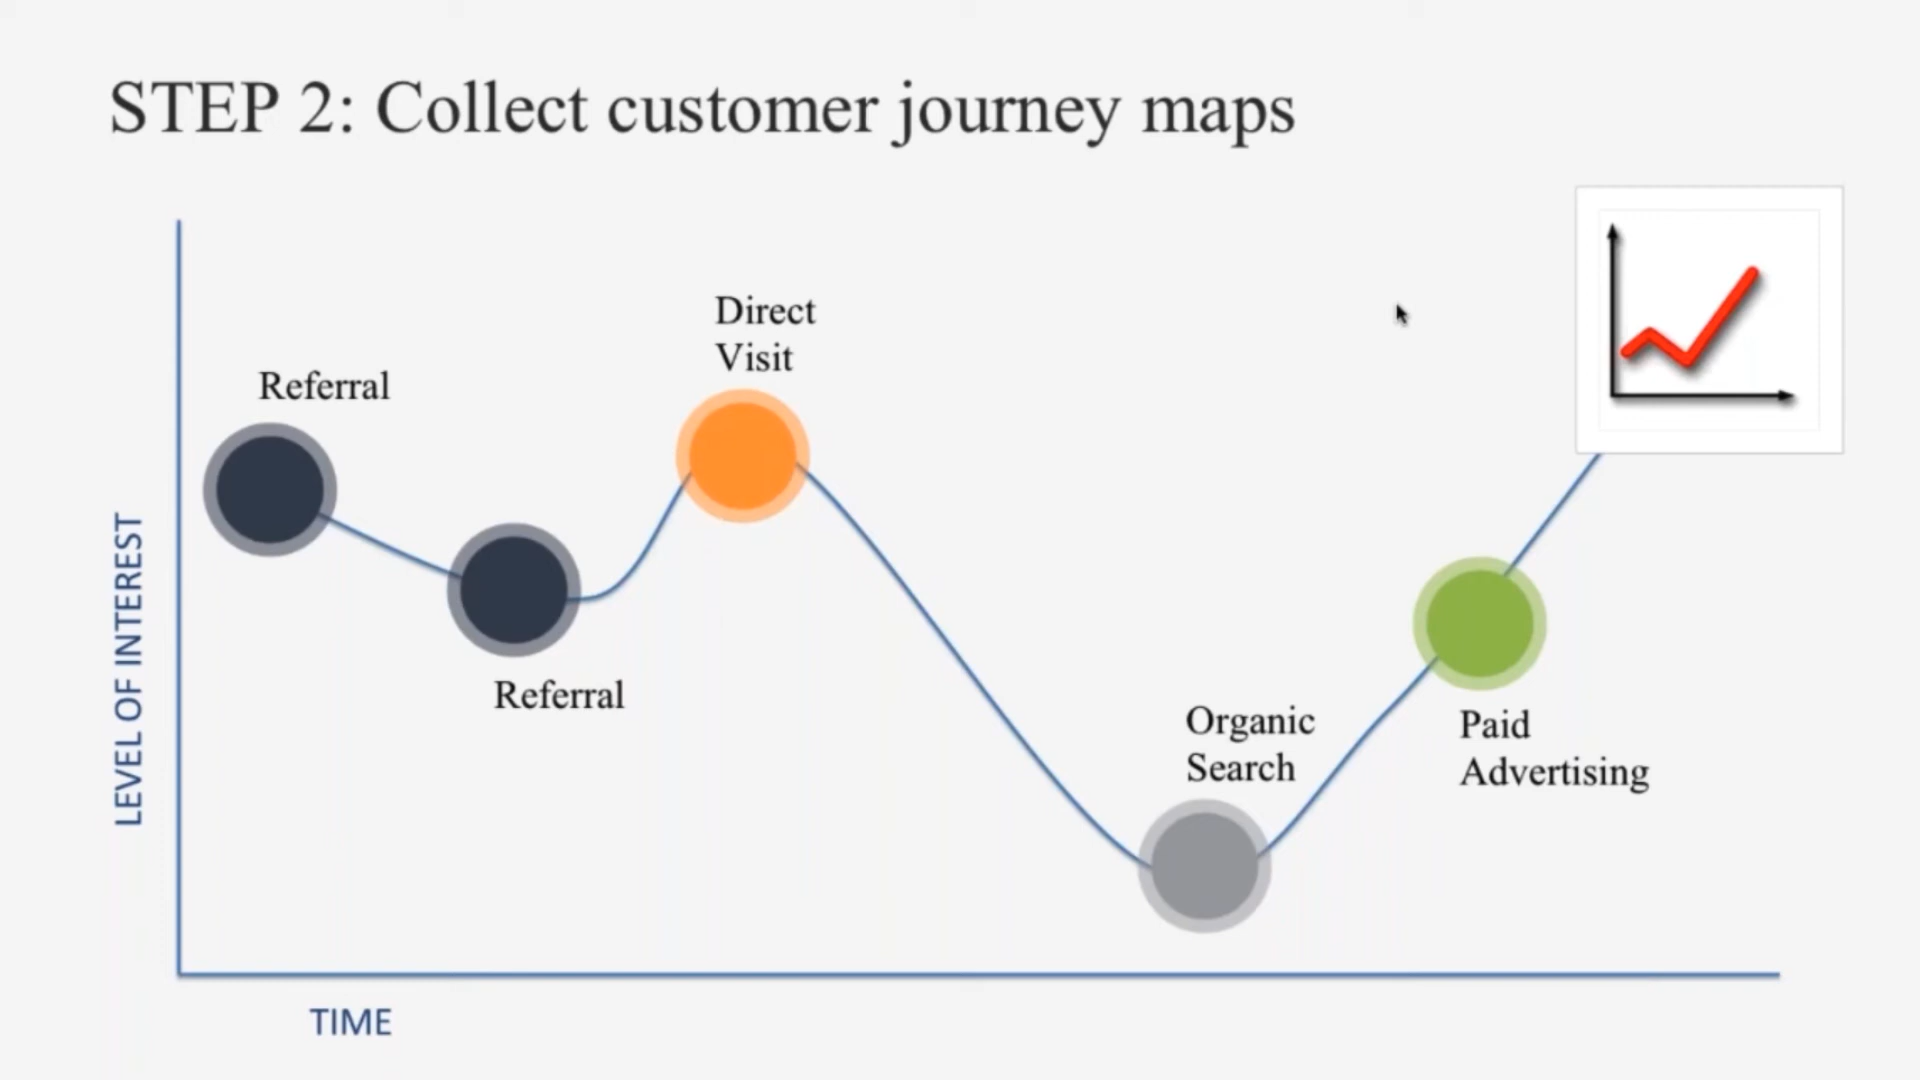 STEP 2: Collect customer journey maps
Direct
Visit
Referral
Referral
Organic
Search
Paid
Advertising
LEVEL OF INTEREST
TIME